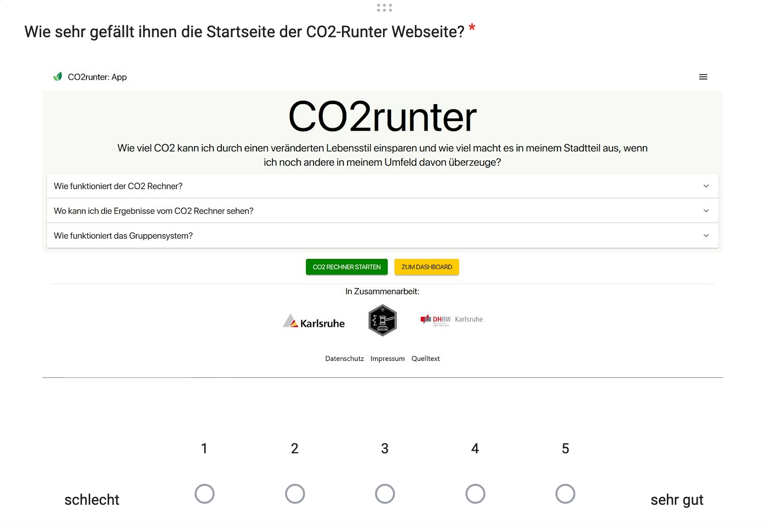 Wie sehr gefällt ihnen die Startseite der CO2-Runter Webseite? *
CO2runter: App
CO2runter
Wie viel CO2 kann ich durch einen veränderten Lebensstil einsparen und wie viel macht es in meinem Stadtteil aus, wenn
ich noch andere in meinem Umfeld davon überzeuge?
Wie funktioniert der CO2 Rechner?
Wo kann ich die Ergebnisse vom CO2 Rechner sehen?
Wie funktioniert das Gruppensystem?
CO2 RECHNER STARTEN ZUM DASHBOARD
In Zusammenarbeit:
Karlsruhe DHBW Karlsruhe
Datenschutz Impressum Quelltext
1 2 3 4 5
schlecht sehr gut